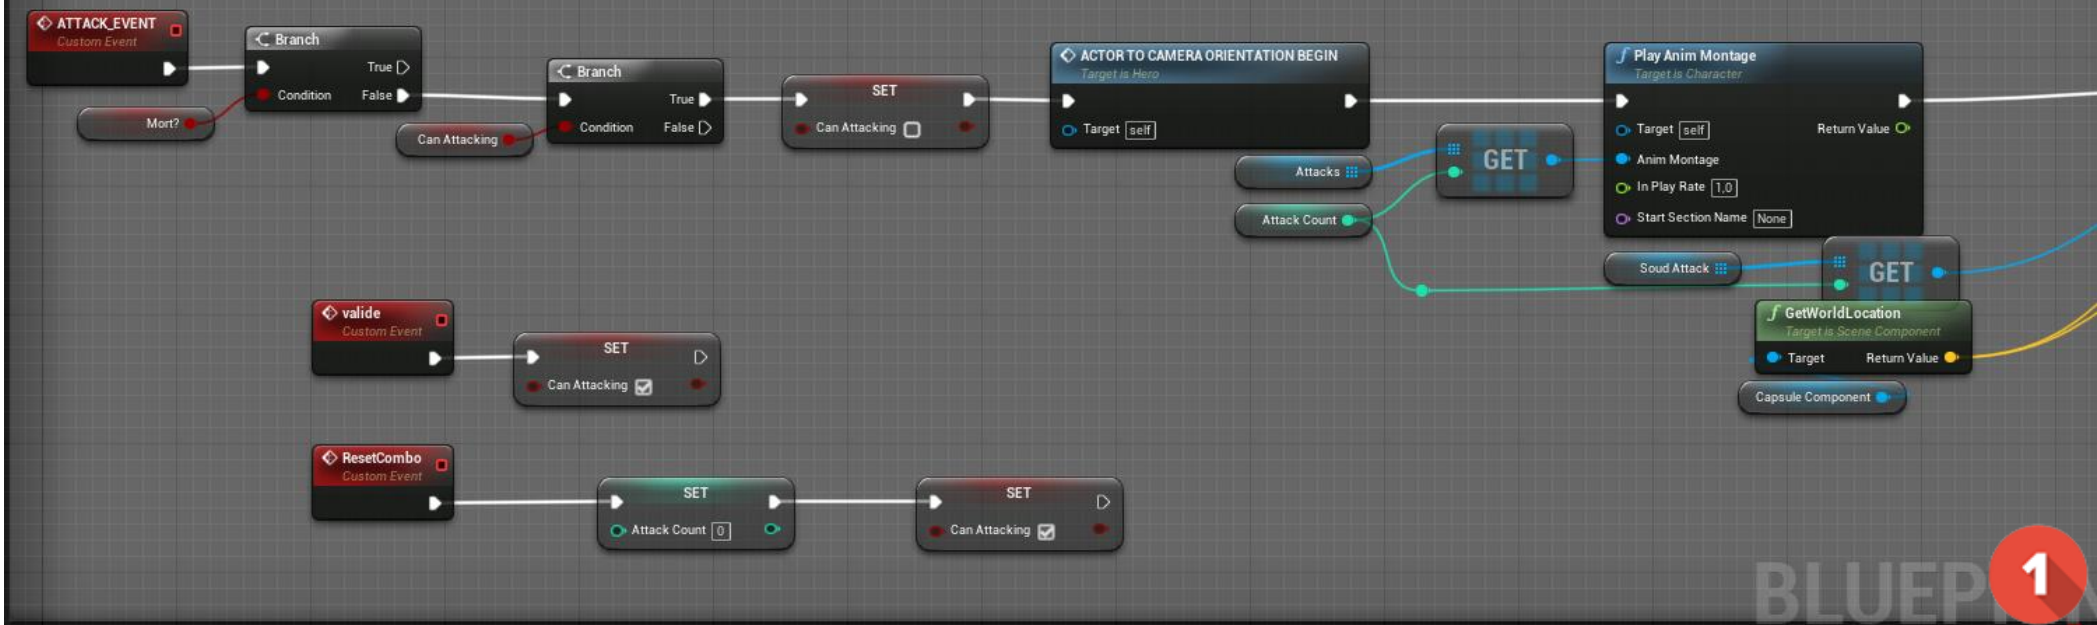 ATTACK_EVENT
Custom Event
Mort?
Branch
True
Condition
False
Can Attacking
Branch
True
Condition
False
SET
Can Attacking
ACTOR TO CAMERA ORIENTATION BEGIN
Target is Hero
Target self
Attacks
Attack Count
GET
Play Anim Montage
Target is Character
Target self
Return Value
Anim Montage
In Play Rate 1,0
Start Section Name None
Soud Attack
GET
GetWorldLocation
Target is Scene Component
Target
Return Value
Capsule Component
valide
Custom Event
SET
Can Attacking
ResetCombo
Custom Event
SET
Attack Count 0
SET
Can Attacking
1